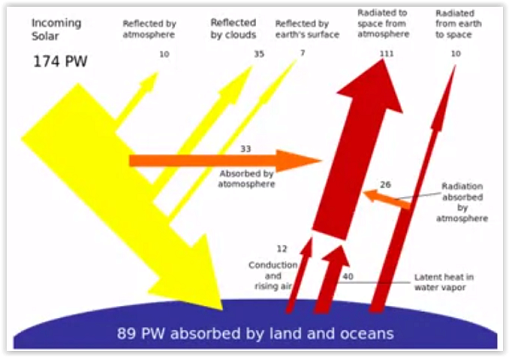 Incoming
Solar
174 PW
Reflected by
atmosphere
10
Reflected
by clouds
35
Reflected by
earth's surface
7
Radiated to
space from
atmosphere
111
Radiated
from earth
to space
10
33
Absorbed by
atomosphere
26
Radiation
absorbed
by
atmosphere
12
Conduction
and
rising air
40
Latent heat in
water vapor
89 PW absorbed by land and oceans